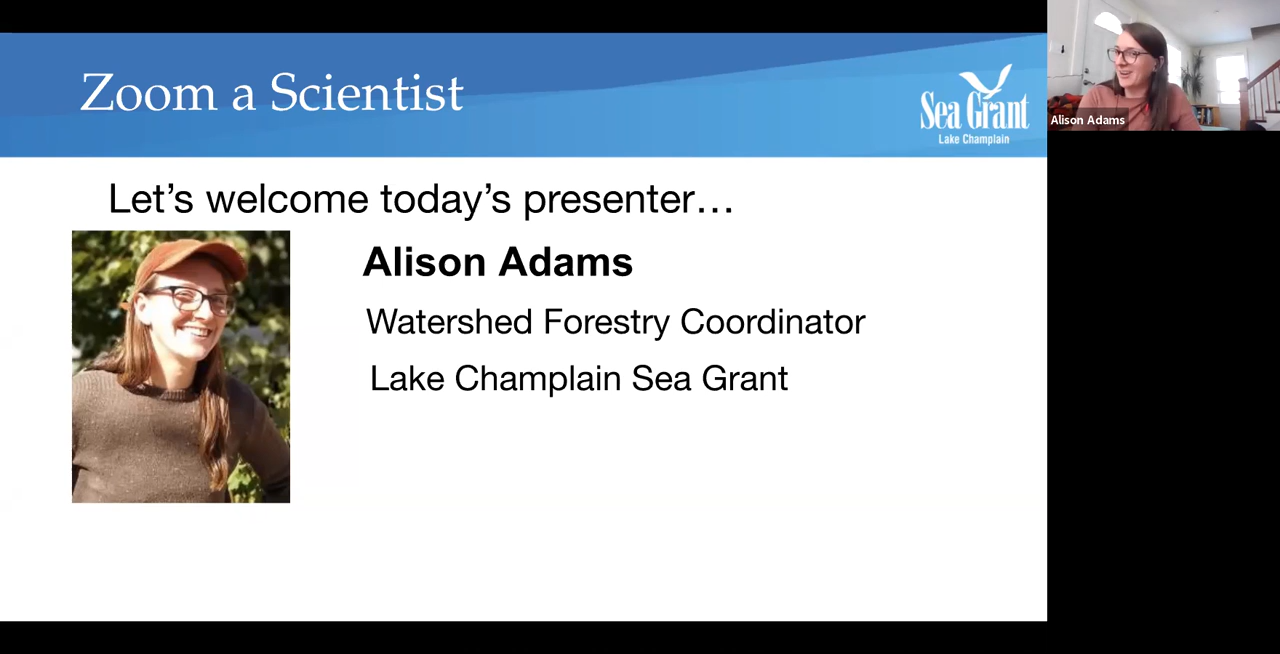 Zoom a Scientist
Sea Grant
Lake Champlain
Alison Adams
Let’s welcome today’s presenter…
Alison Adams
Watershed Forestry Coordinator
Lake Champlain Sea Grant